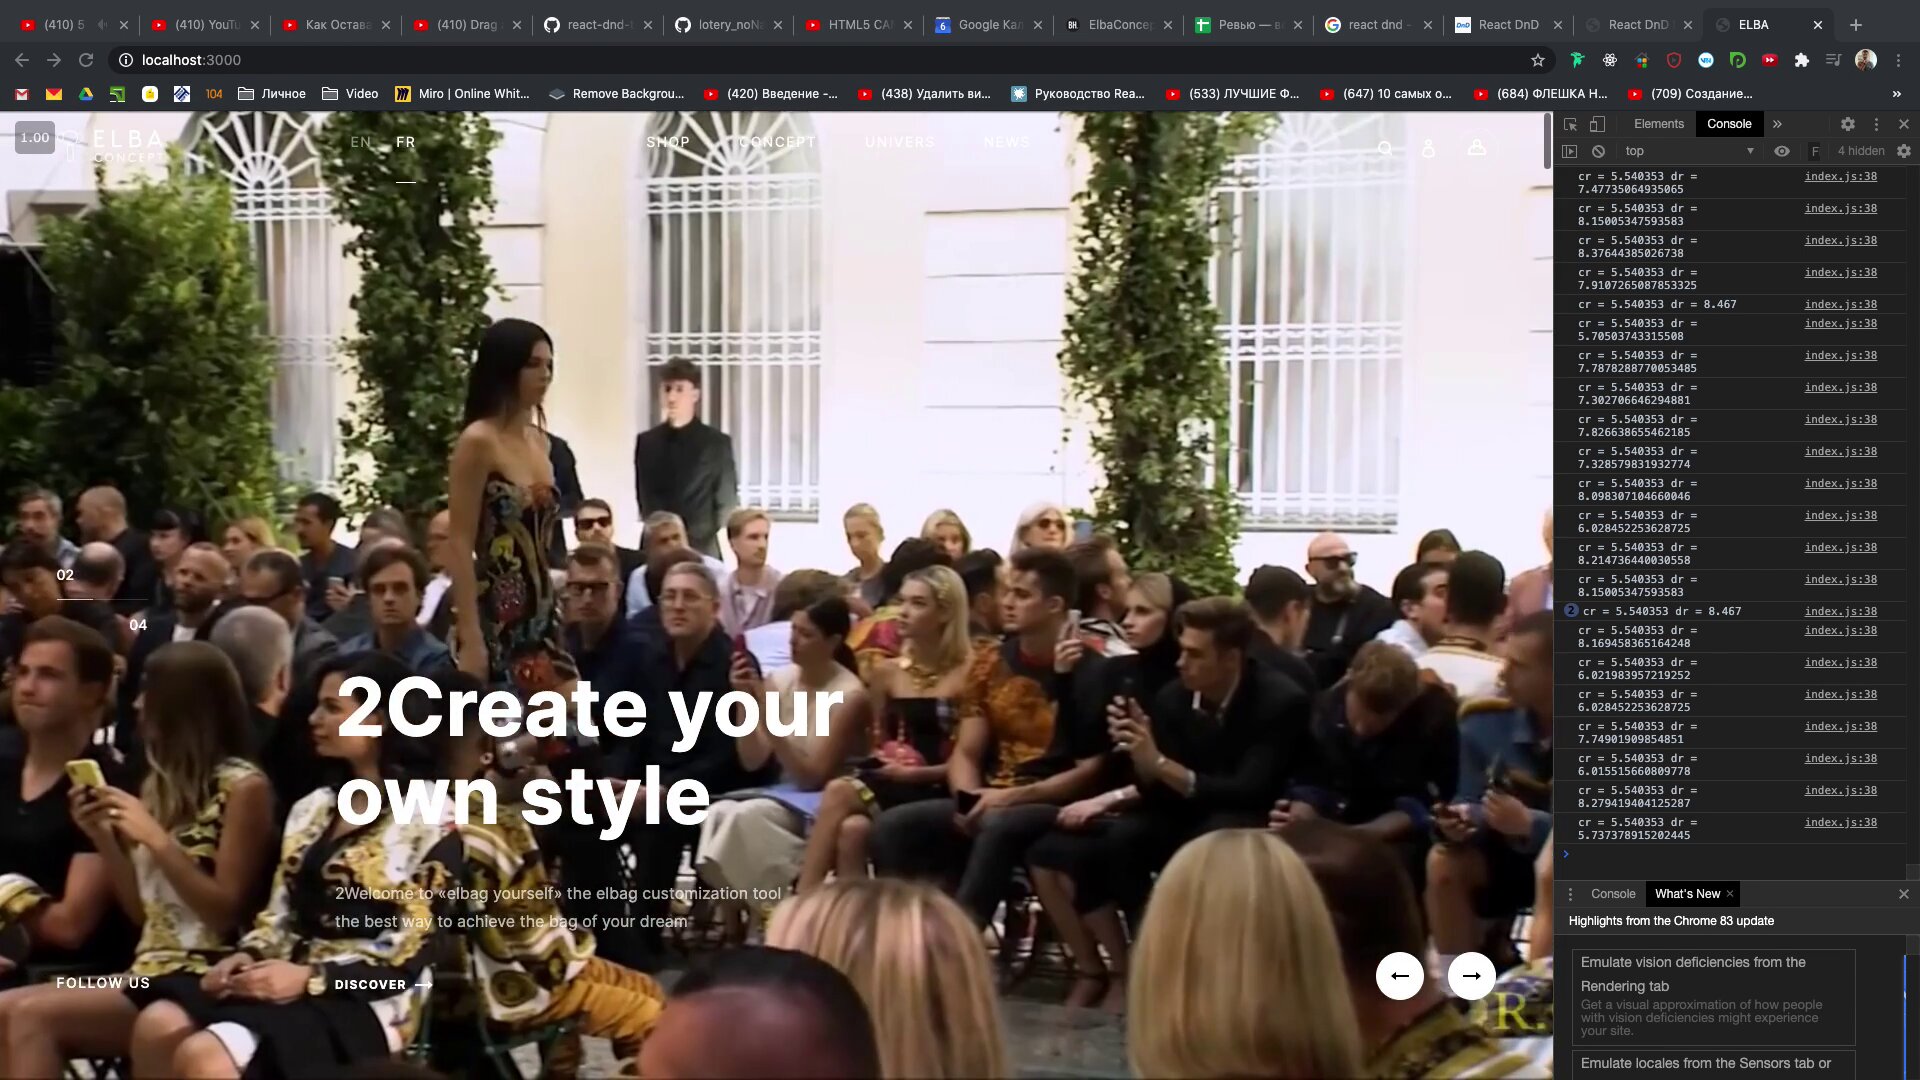 (410) 5
(410) YouTu
Как Остава
(410) Drag
react-dnd-t
lotery_noNa
HTML5 CAN
Google Кал
ElbaConcep
Ревью — в
react dnd -
React DnD
React DnD
ELBA
localhost:3000
104
Личное
Video
Miro | Online Whit...
Remove Backgrou...
(420) Введение -...
(438) Удалить ви...
Руководство Rea...
(533) ЛУЧШИЕ Ф...
(647) 10 самых о...
(684) ФЛЕШКА Н...
(709) Создание...
»
1.00
ELBA
CONCEPT
EN
FR
SHOP
CONCEPT
UNIVERS
NEWS
02
04
2Create your
own style
2Welcome to «elbag yourself» the elbag customization tool
the best way to achieve the bag of your dream
FOLLOW US
DISCOVER
R.
Elements
Console
»
top
F
4 hidden
cr = 5.540353 dr = index.js:38
7.47735064935065
cr = 5.540353 dr = index.js:38
8.15005347593583
cr = 5.540353 dr = index.js:38
8.37644385026738
cr = 5.540353 dr = index.js:38
7.9107265087853325
cr = 5.540353 dr = 8.467 index.js:38
cr = 5.540353 dr = index.js:38
5.70503743315508
cr = 5.540353 dr = index.js:38
7.7878288770053485
cr = 5.540353 dr = index.js:38
7.302706646294881
cr = 5.540353 dr = index.js:38
7.826638655462185
cr = 5.540353 dr = index.js:38
7.328579831932774
cr = 5.540353 dr = index.js:38
8.098307104660046
cr = 5.540353 dr = index.js:38
6.028452253628725
cr = 5.540353 dr = index.js:38
8.214736440030558
cr = 5.540353 dr = index.js:38
8.15005347593583
2 cr = 5.540353 dr = 8.467 index.js:38
cr = 5.540353 dr = index.js:38
8.169458365164248
cr = 5.540353 dr = index.js:38
6.021983957219252
cr = 5.540353 dr = index.js:38
6.028452253628725
cr = 5.540353 dr = index.js:38
7.74901909854851
cr = 5.540353 dr = index.js:38
6.015515660809778
cr = 5.540353 dr = index.js:38
8.279419404125287
cr = 5.540353 dr = index.js:38
5.737378915202445
Console
What's New
Highlights from the Chrome 83 update
Emulate vision deficiencies from the
Rendering tab
Get a visual approximation of how people
with vision deficiencies might experience
your site.
Emulate locales from the Sensors tab or